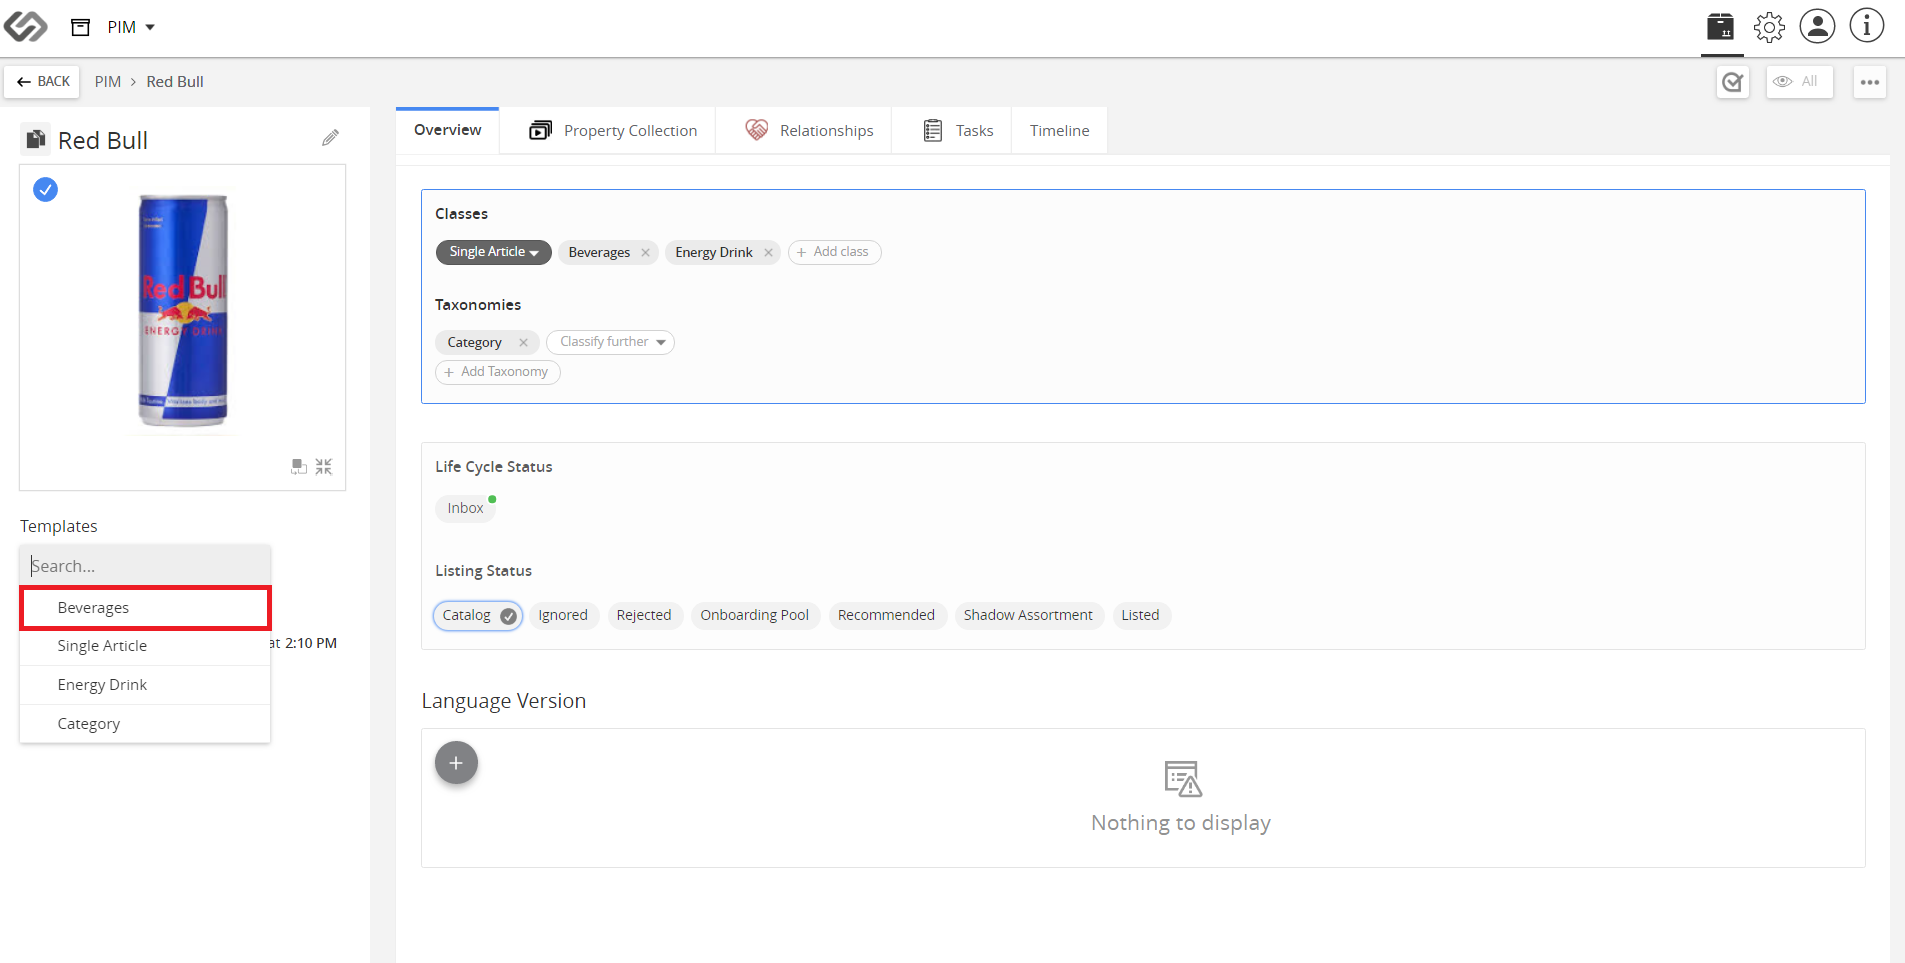 PIM
BACK
PIM > Red Bull
All
Red Bull
Red Bull
ENERGY DRINK
Templates
Search...
Beverages
Single Article
at 2:10 PM
Energy Drink
Category
Overview
Property Collection
Relationships
Tasks
Timeline
Classes
Single Article
Beverages ×
Energy Drink ×
+ Add class
Taxonomies
Category ×
Classify further
+ Add Taxonomy
Life Cycle Status
Inbox
Listing Status
Catalog
Ignored
Rejected
Onboarding Pool
Recommended
Shadow Assortment
Listed
Language Version
+
Nothing to display